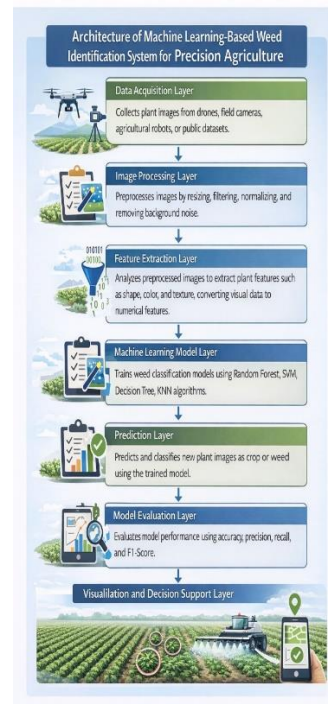 Architecture of Machine Learning-Based Weed
Identification System for Precision Agriculture
Data Acquisition Layer
Collects plant images from drones, field cameras,
agricultural robots, or public datasets.
Image Processing Layer
Preprocesses images by resizing, filtering, normalizing, and
removing background noise.
010101
00100
Feature Extraction Layer
Analyzes preprocessed images to extract plant features such
as shape, color, and texture, converting visual data to
numerical features.
Machine Learning Model Layer
Trains weed classification models using Random Forest, SVM,
Decision Tree, KNN algorithms.
Prediction Layer
Predicts and classifies new plant images as crop or weed
using the trained model.
Model Evaluation Layer
Evaluates model performance using accuracy, precision, recall,
and F1-Score.
Visualilation and Decision Support Layer